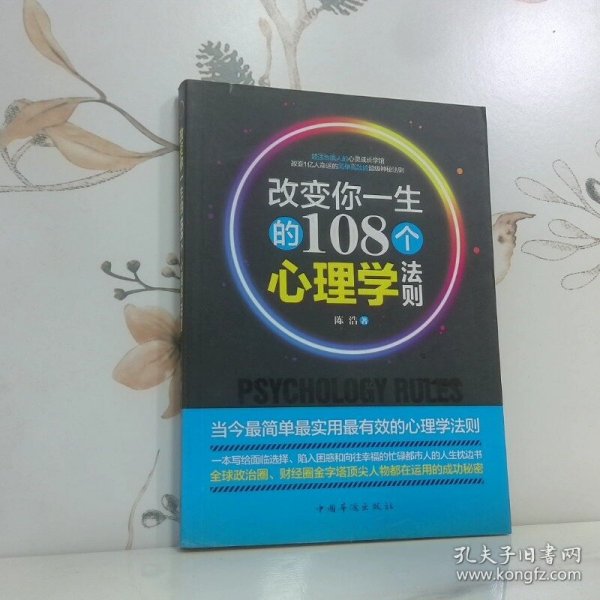 改变你一生
的108个
心理学法则
陈浩 著
PSYCHOLOGY RULES
当今最简单最实用最有效的心理学法则
一本写给面临选择、陷入困惑和向往幸福的忙碌都市人的人生枕边书
全球政治圈、财经圈金字塔顶尖人物都在运用的成功秘密
中国华侨出版社
孔夫子旧书网
www.kongfz.com